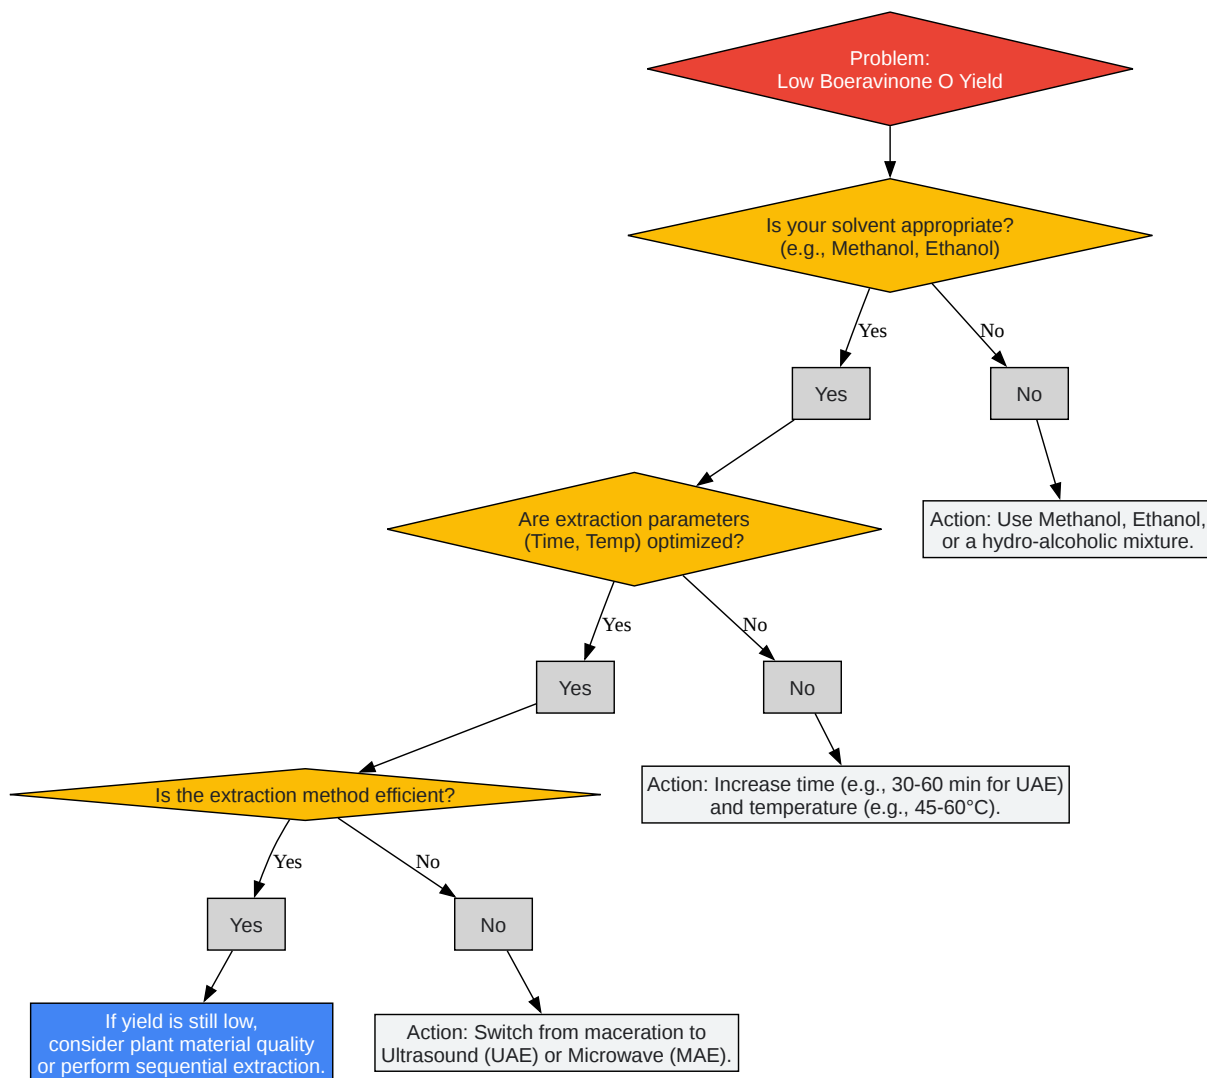 Problem:
Low Boeravinone O Yield
Is your solvent appropriate?
(e.g., Methanol, Ethanol)
Yes
No
Yes
No
Action: Use Methanol, Ethanol,
or a hydro-alcoholic mixture.
Are extraction parameters
(Time, Temp) optimized?
Yes
No
Yes
No
Action: Increase time (e.g., 30-60 min for UAE)
and temperature (e.g., 45-60°C).
Is the extraction method efficient?
Yes
No
Yes
No
If yield is still low,
consider plant material quality
or perform sequential extraction.
Action: Switch from maceration to
Ultrasound (UAE) or Microwave (MAE).